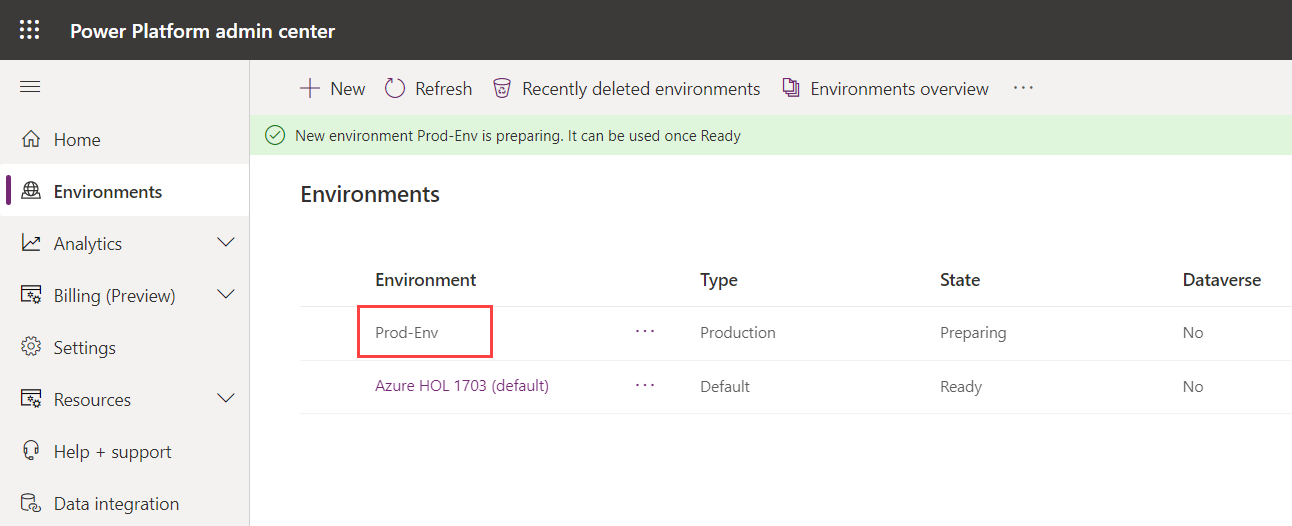 Power Platform admin center
New Refresh Recently deleted environments Environments overview ···
New environment Prod-Env is preparing. It can be used once Ready
Home
Environments
Analytics
Billing (Preview)
Settings
Resources
Help + support
Data integration
Environments
Environment Type State Dataverse
Prod-Env ··· Production Preparing No
Azure HOL 1703 (default) ··· Default Ready No